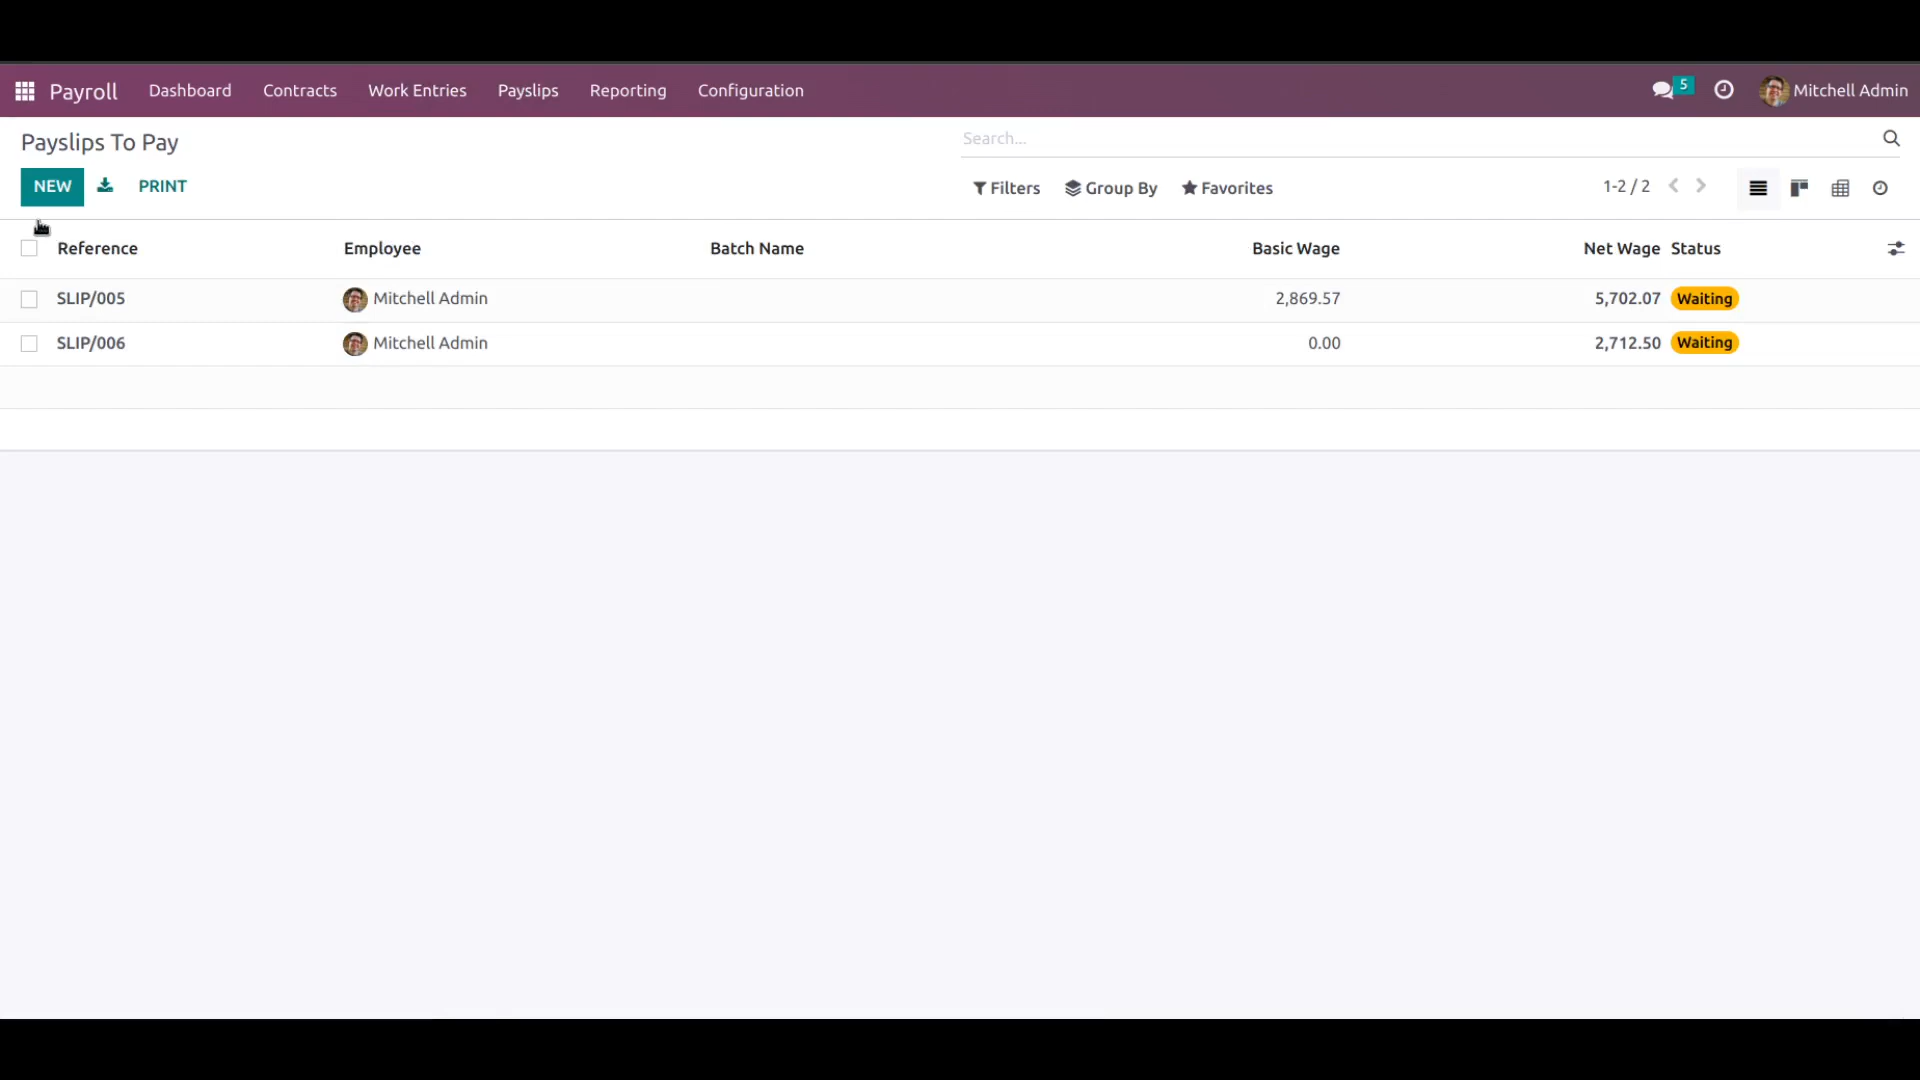 Payroll Dashboard Contracts Work Entries Payslips Reporting Configuration 5 Mitchell Admin
Payslips To Pay Search...
NEW PRINT Filters Group By Favorites 1-2 / 2
Reference Employee Batch Name Basic Wage Net Wage Status
SLIP/005 Mitchell Admin 2,869.57 5,702.07 Waiting
SLIP/006 Mitchell Admin 0.00 2,712.50 Waiting